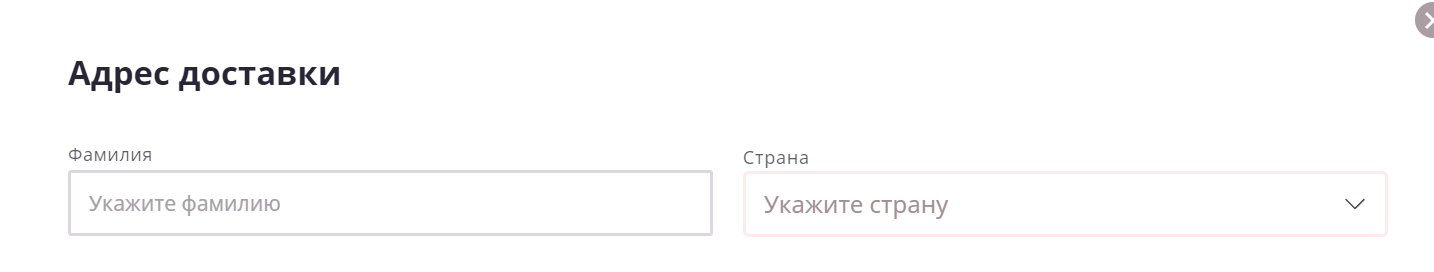 Адрес доставки
Фамилия
Укажите фамилию
Страна
Укажите страну